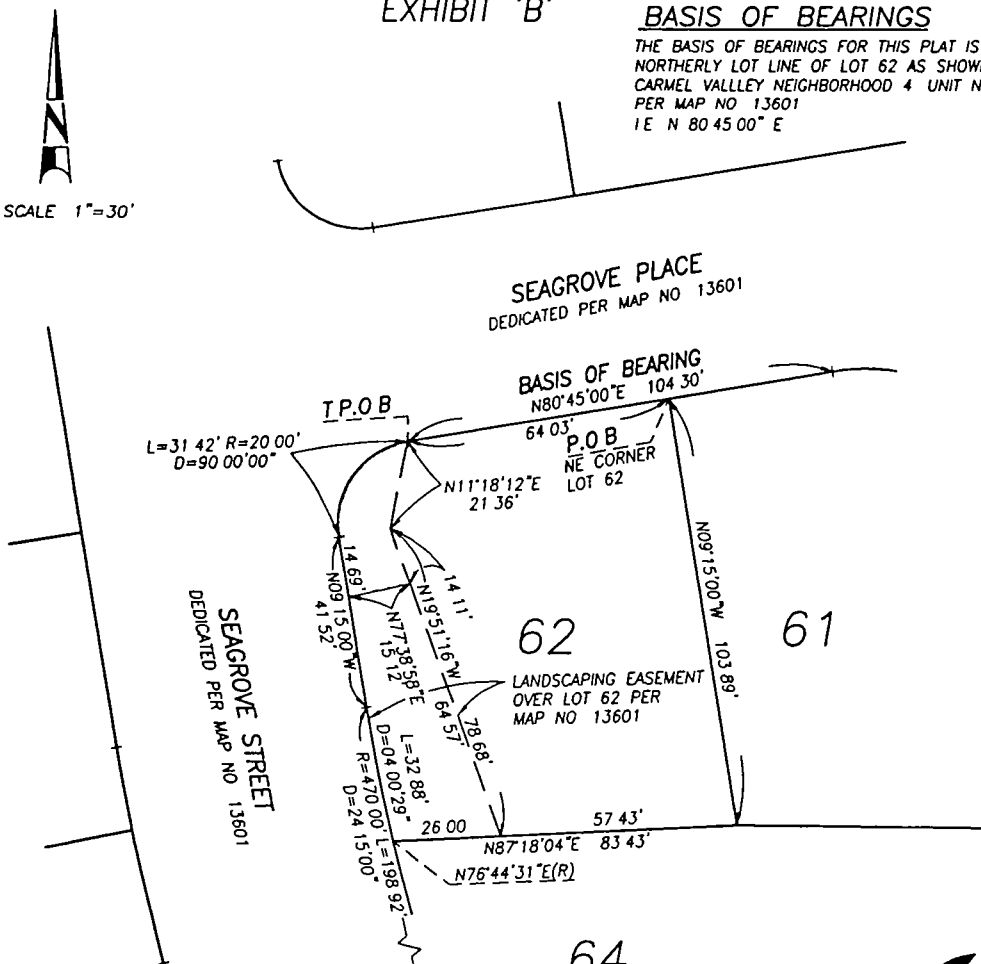 EXHIBIT 'B'
BASIS OF BEARINGS
THE BASIS OF BEARINGS FOR THIS PLAT IS
NORTHERLY LOT LINE OF LOT 62 AS SHOW
CARMEL VALLLEY NEIGHBORHOOD 4 UNIT N
PER MAP NO 13601
I E N 80 45 00" E
N
SCALE 1"=30'
SEAGROVE PLACE
DEDICATED PER MAP NO 13601
BASIS OF BEARING
N80°45'00"E 104 30'
64 03'
T P.O B
P.O B
NE CORNER
LOT 62
L=31 42' R=20 00'
D=90 00'00"
N11°18'12"E
21 36'
14 69'
N09 15 00"W
41 52'
N77°38'58"E
15 12'
14 11'
N19°51'16"W
64 57'
78 68'
N09°15'00"W 103 89'
62
61
LANDSCAPING EASEMENT
OVER LOT 62 PER
MAP NO 13601
SEAGROVE STREET
DEDICATED PER MAP NO 13601
L=32 88'
D=04 00'29"
R=470 00' L=198 92'
D=24 15'00"
26 00
57 43'
N87°18'04"E 83 43'
N76°44'31"E(R)
64